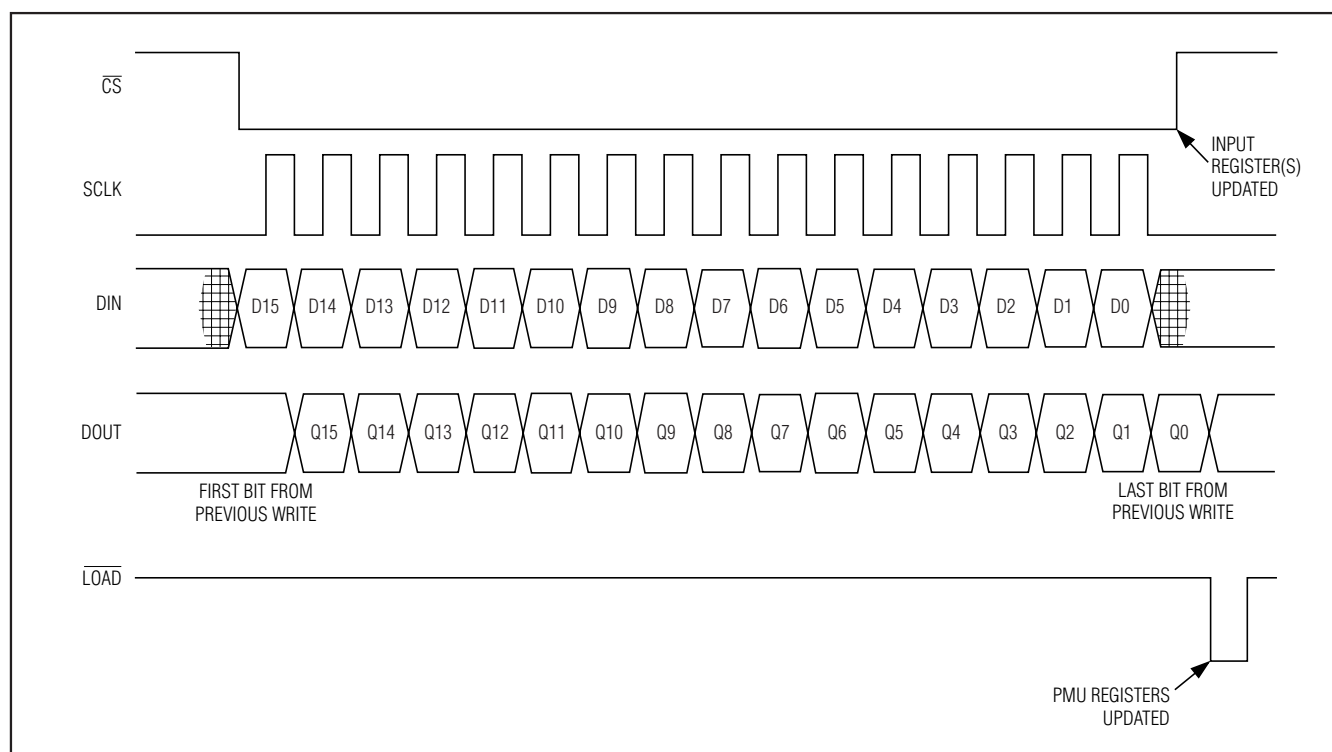 CS
INPUT
REGISTER(S)
UPDATED
SCLK
DIN D15 D14 D13 D12 D11 D10 D9 D8 D7 D6 D5 D4 D3 D2 D1 D0
DOUT Q15 Q14 Q13 Q12 Q11 Q10 Q9 Q8 Q7 Q6 Q5 Q4 Q3 Q2 Q1 Q0
FIRST BIT FROM
PREVIOUS WRITE
LAST BIT FROM
PREVIOUS WRITE
LOAD
PMU REGISTERS
UPDATED